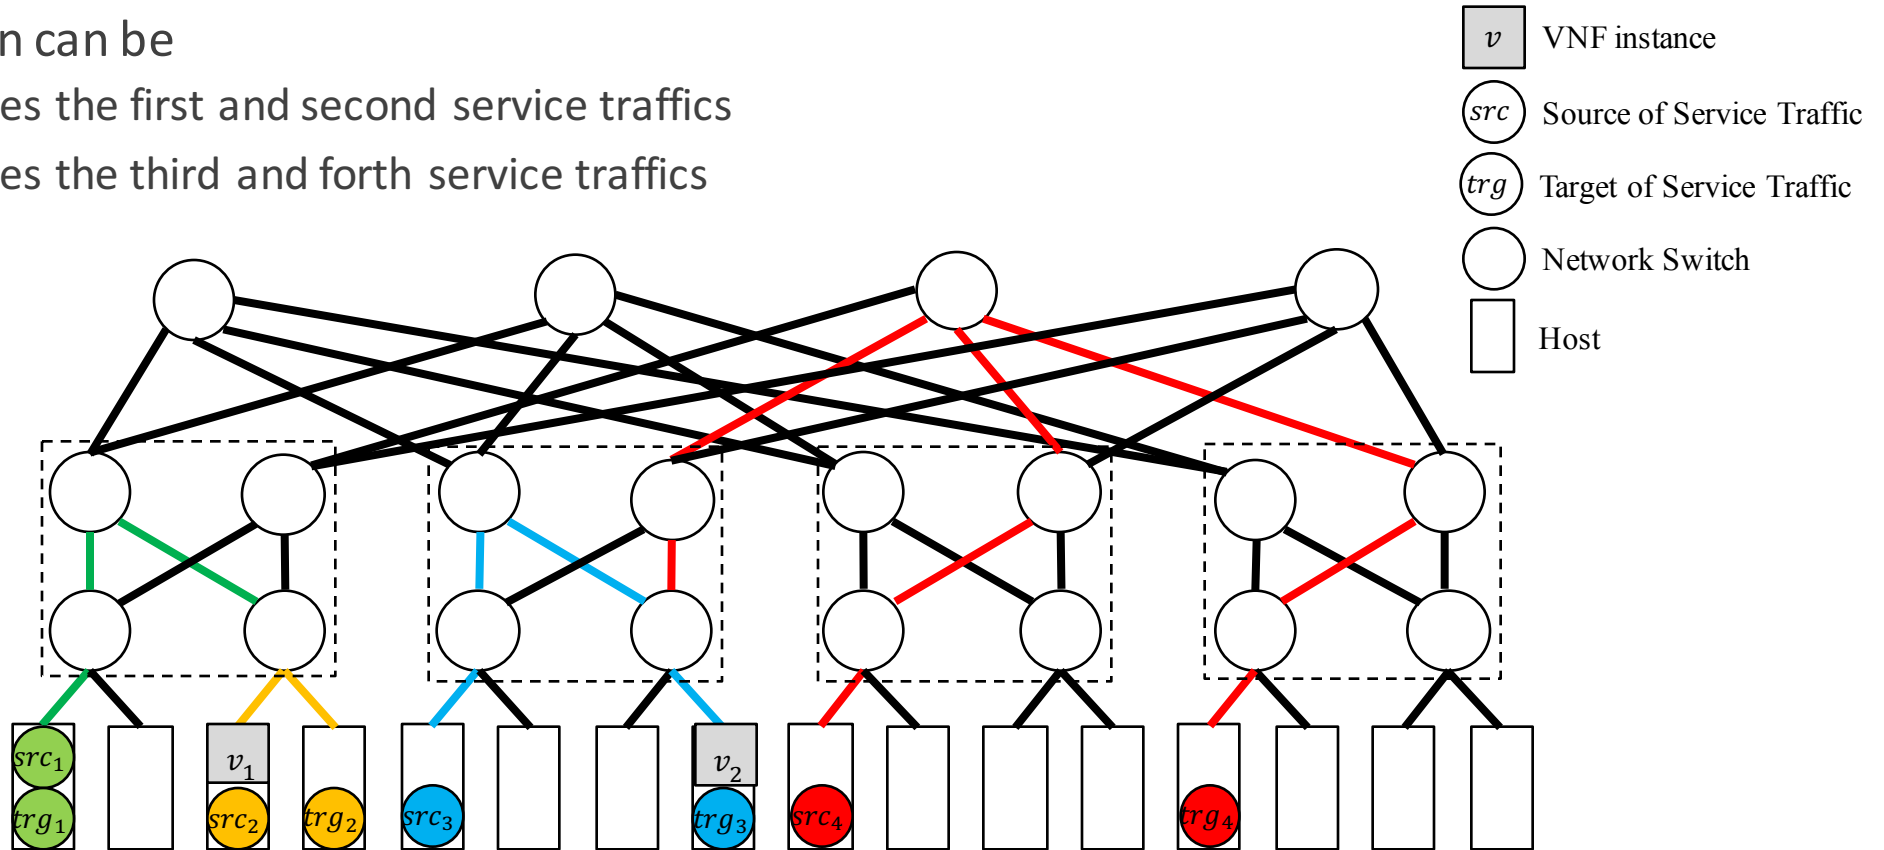 n can be
es the first and second service traffics
es the third and forth service traffics
v VNF instance
src Source of Service Traffic
trg Target of Service Traffic
Network Switch
Host
src1
v1
v2
trg1
src2
trg2
src3
trg3
src4
trg4